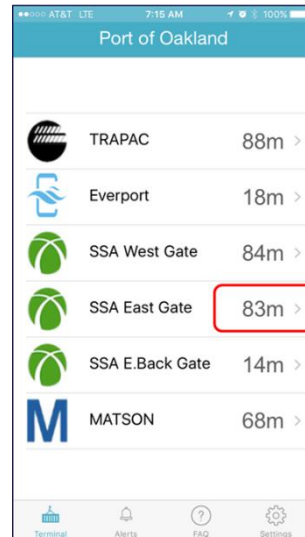 ●●○○○ AT&T LTE 7:15 AM 100%
Port of Oakland
TRAPAC 88m
Everport 18m
SSA West Gate 84m
SSA East Gate 83m
SSA E.Back Gate 14m
M MATSON 68m
Terminal Alerts ? FAQ Settings